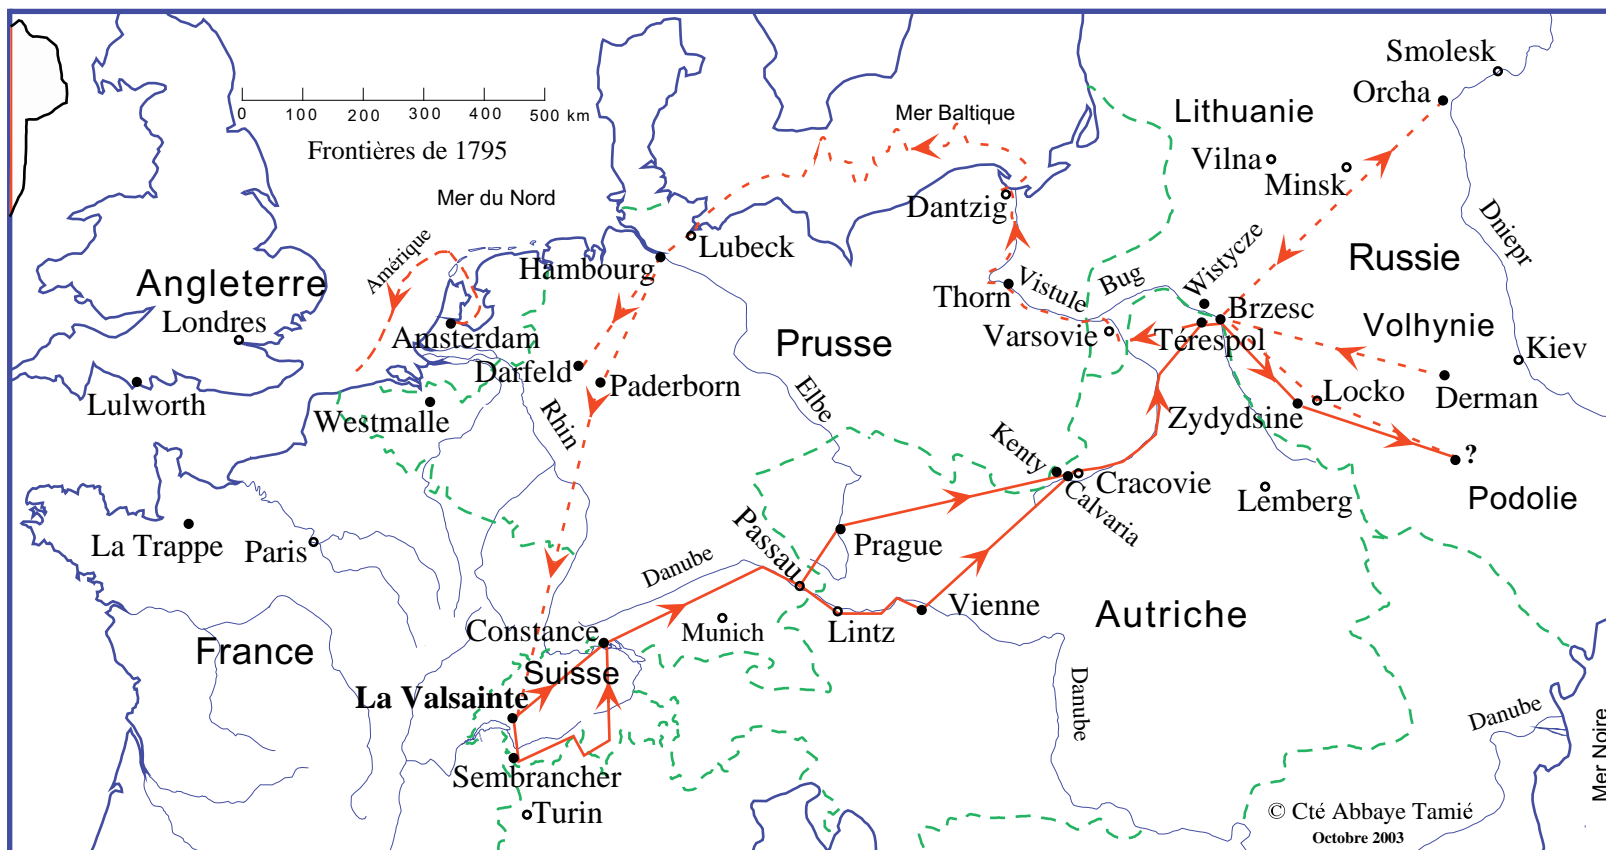 Smolesk
Orcha
Lithuanie
Mer Baltique
0 100 200 300 400 500 km
Frontières de 1795
Vilna
Minsk
Mer du Nord
Dantzig
Dniepr
Lubeck
Amérique
Hambourg
Wistycze
Russie
Angleterre
Bug
Thorn
Vistule
Londres
Brzesc
Volhynie
Amsterdam
Prusse
Varsovie
Terespol
Kiev
Darfeld
Paderborn
Lulworth
Westmalle
Rhin
Elbe
Locko
Derman
Zydydsine
Kenty
?
Cracovie
Calvaria
Lemberg
Podolie
La Trappe
Paris
Prague
Passau
Danube
Vienne
Autriche
Munich
Lintz
Constance
France
Suisse
La Valsainte
Danube
Danube
Mer Noire
Sembrancher
Turin
© Cté Abbaye Tamié
Octobre 2003